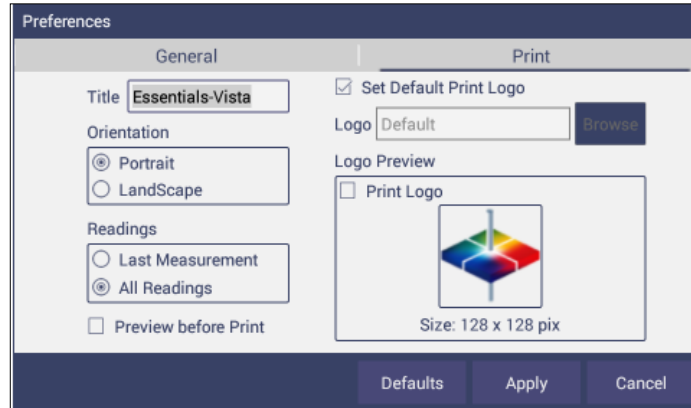 Preferences
General
Print
Title Essentials-Vista
Orientation
Portrait
LandScape
Readings
Last Measurement
All Readings
Preview before Print
Set Default Print Logo
Logo Default Browse
Logo Preview
Print Logo
Size: 128 x 128 pix
Defaults
Apply
Cancel